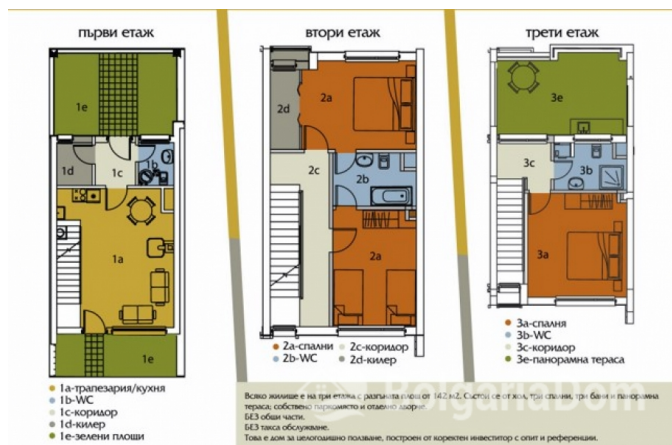 първи етаж
втори етаж
трети етаж
1e
1d
1c
1b
1a
1e
2d
2a
2c
2b
2a
3e
3c
3b
3a
1a-трапезария/кухня
1b-WC
1c-коридор
1d-килер
1e-зелени площи
2a-спални
2b-WC
2c-коридор
2d-килер
3a-спалня
3b-WC
3c-коридор
3e-панорамна тераса
Всяко жилище е на три етажа с разгъната площ от 142 м2. Състои се от хол, три спални, три бани и панорамна
тераса; собствено паркомясто и отделно дворче.
БЕЗ общи части.
БЕЗ такса обслужване.
Това е дом за целогодишно ползване, построен от коректен инвеститор с опит и референции.
BolgariaDom